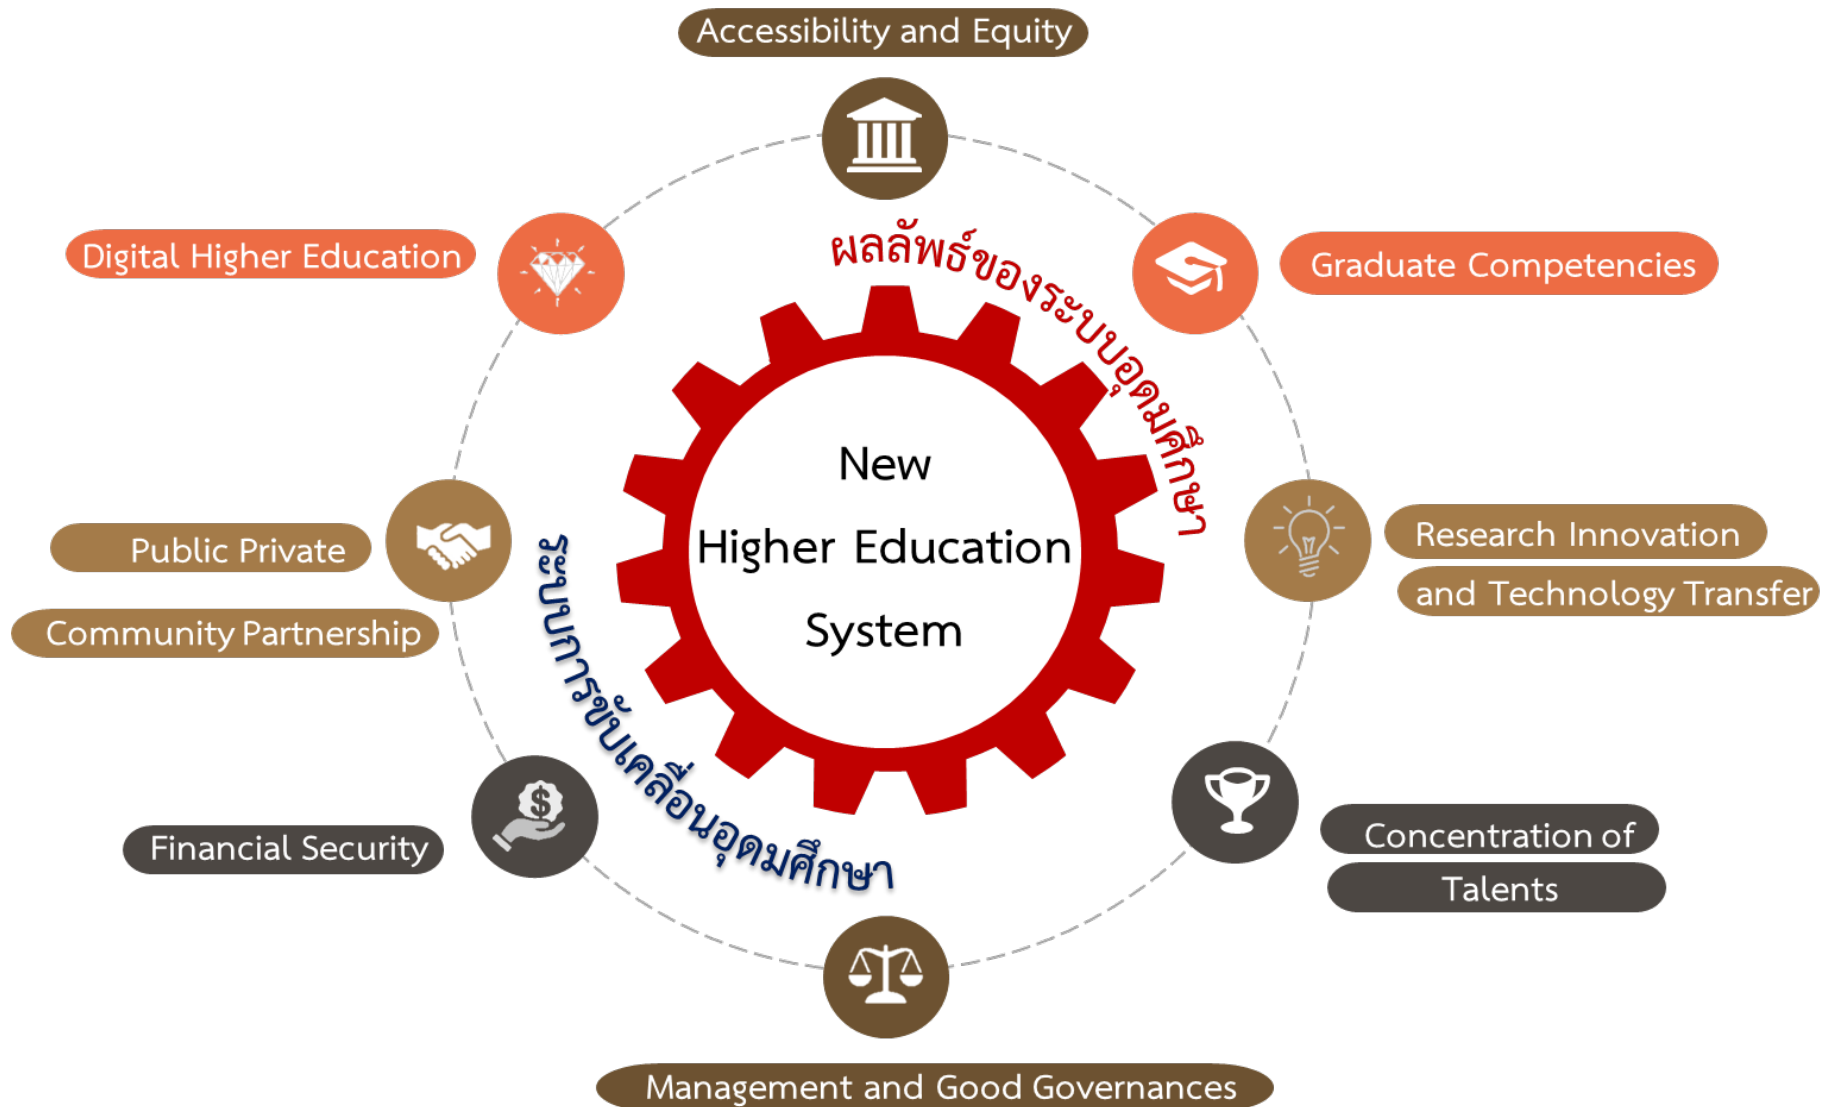 Accessibility and Equity
Digital Higher Education
Graduate Competencies
ผลลัพธ์ของระบบอุดมศึกษา
New
Higher Education
System
Public Private
Community Partnership
Research Innovation
and Technology Transfer
ระบบการขับเคลื่อนอุดมศึกษา
Financial Security
Concentration of
Talents
Management and Good Governances